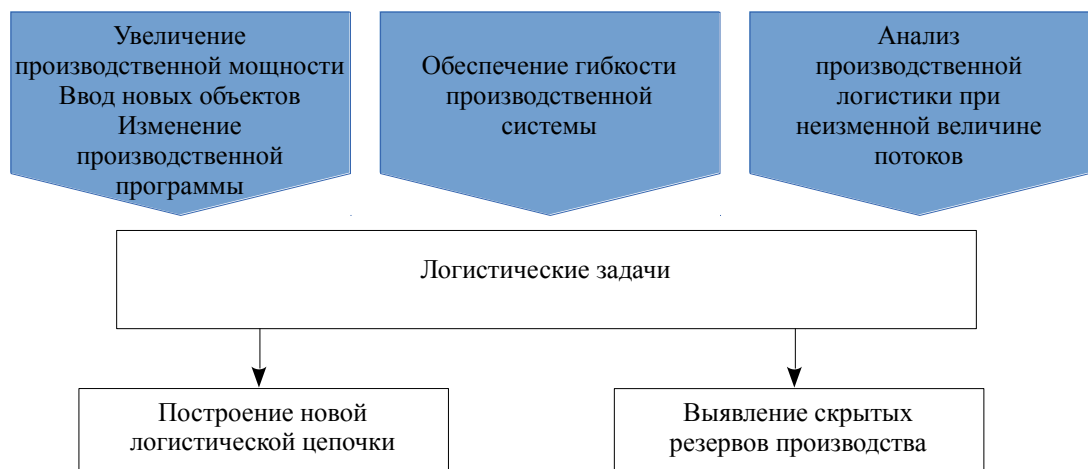 Увеличение
производственной мощности
Ввод новых объектов
Изменение
производственной
программы
Обеспечение гибкости
производственной
системы
Анализ
производственной
логистики при
неизменной величине
потоков
Логистические задачи
Построение новой
логистической цепочки
Выявление скрытых
резервов производства